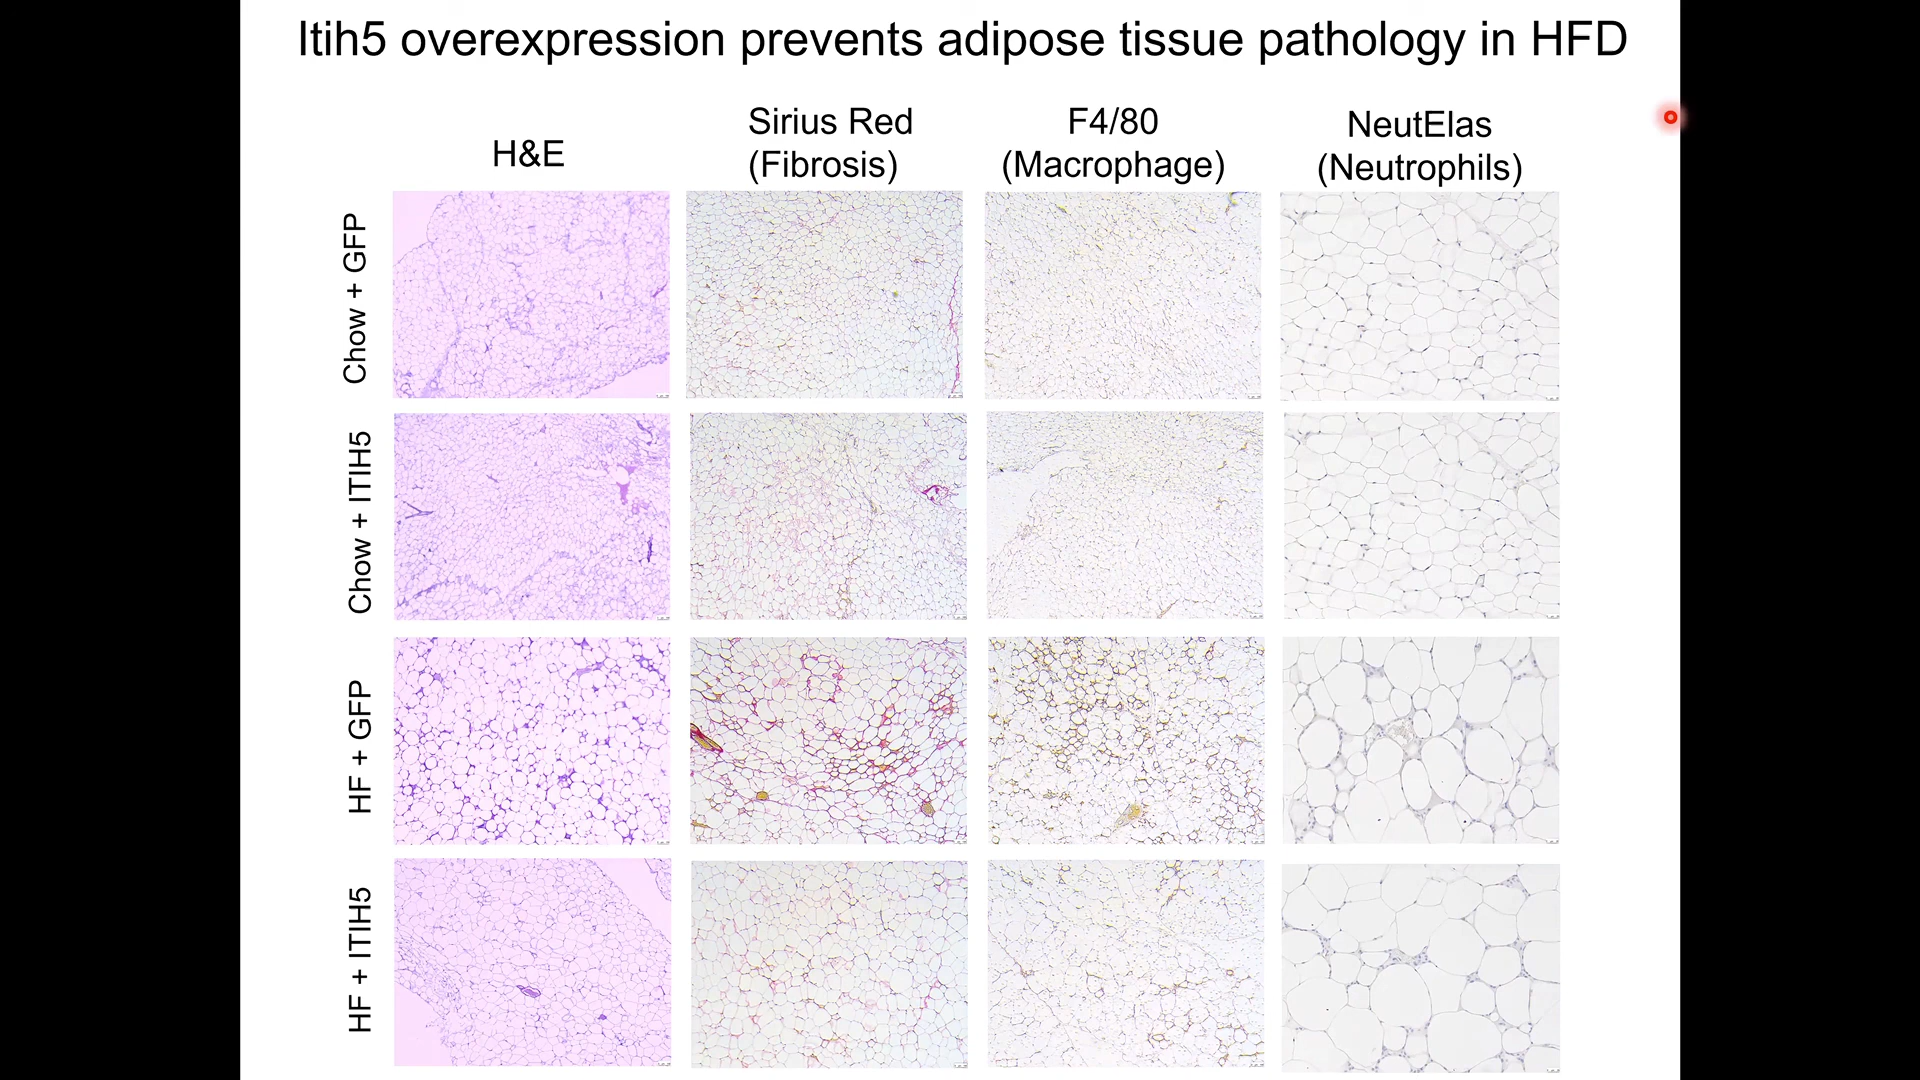 Itih5 overexpression prevents adipose tissue pathology in HFD
H&E
Sirius Red
(Fibrosis)
F4/80
(Macrophage)
NeutElas
(Neutrophils)
Chow + GFP
Chow + ITIH5
HF + GFP
HF + ITIH5